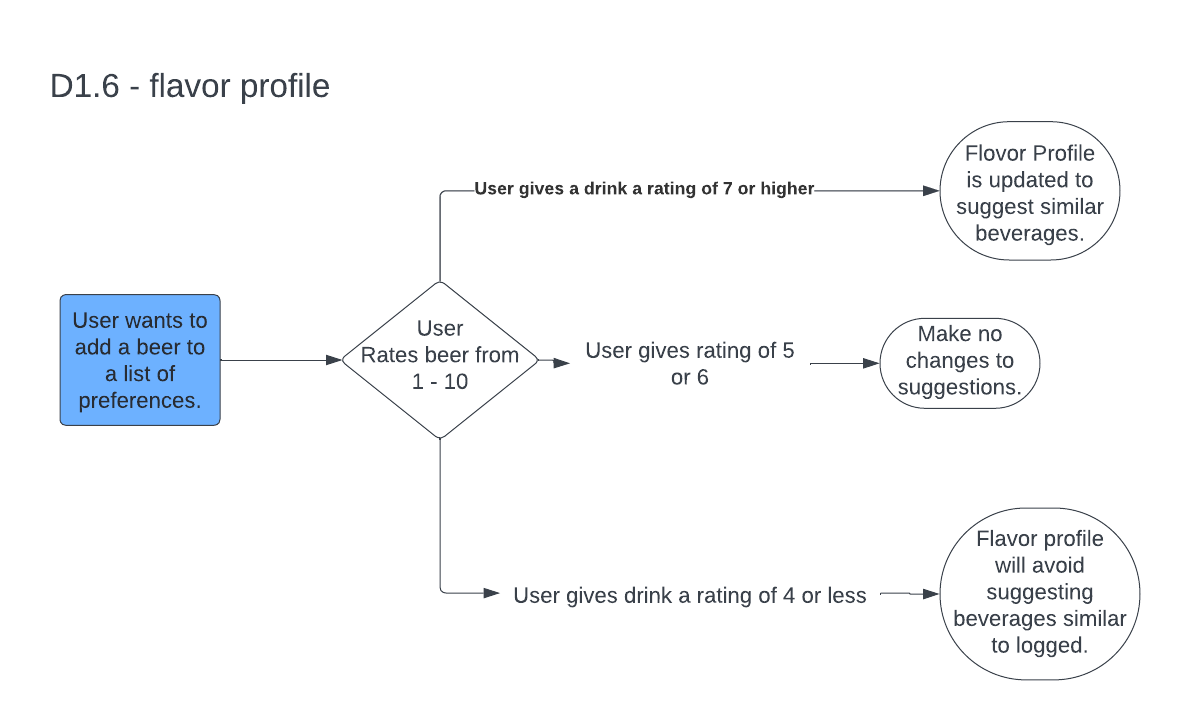 D1.6 - flavor profile
User wants to
add a beer to
a list of
preferences.
User
Rates beer from
1 - 10
User gives a drink a rating of 7 or higher
Flovor Profile
is updated to
suggest similar
beverages.
User gives rating of 5
or 6
Make no
changes to
suggestions.
User gives drink a rating of 4 or less
Flavor profile
will avoid
suggesting
beverages similar
to logged.